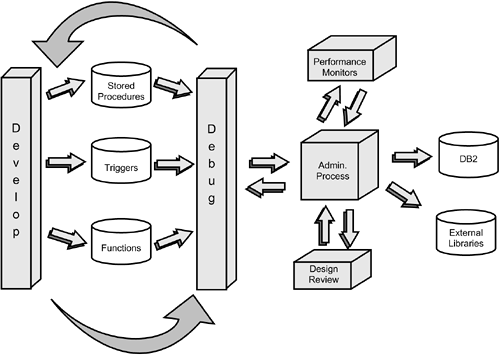 Develop
Stored
Procedures
Triggers
Functions
Debug
Performance
Monitors
Admin.
Process
Design
Review
DB2
External
Libraries